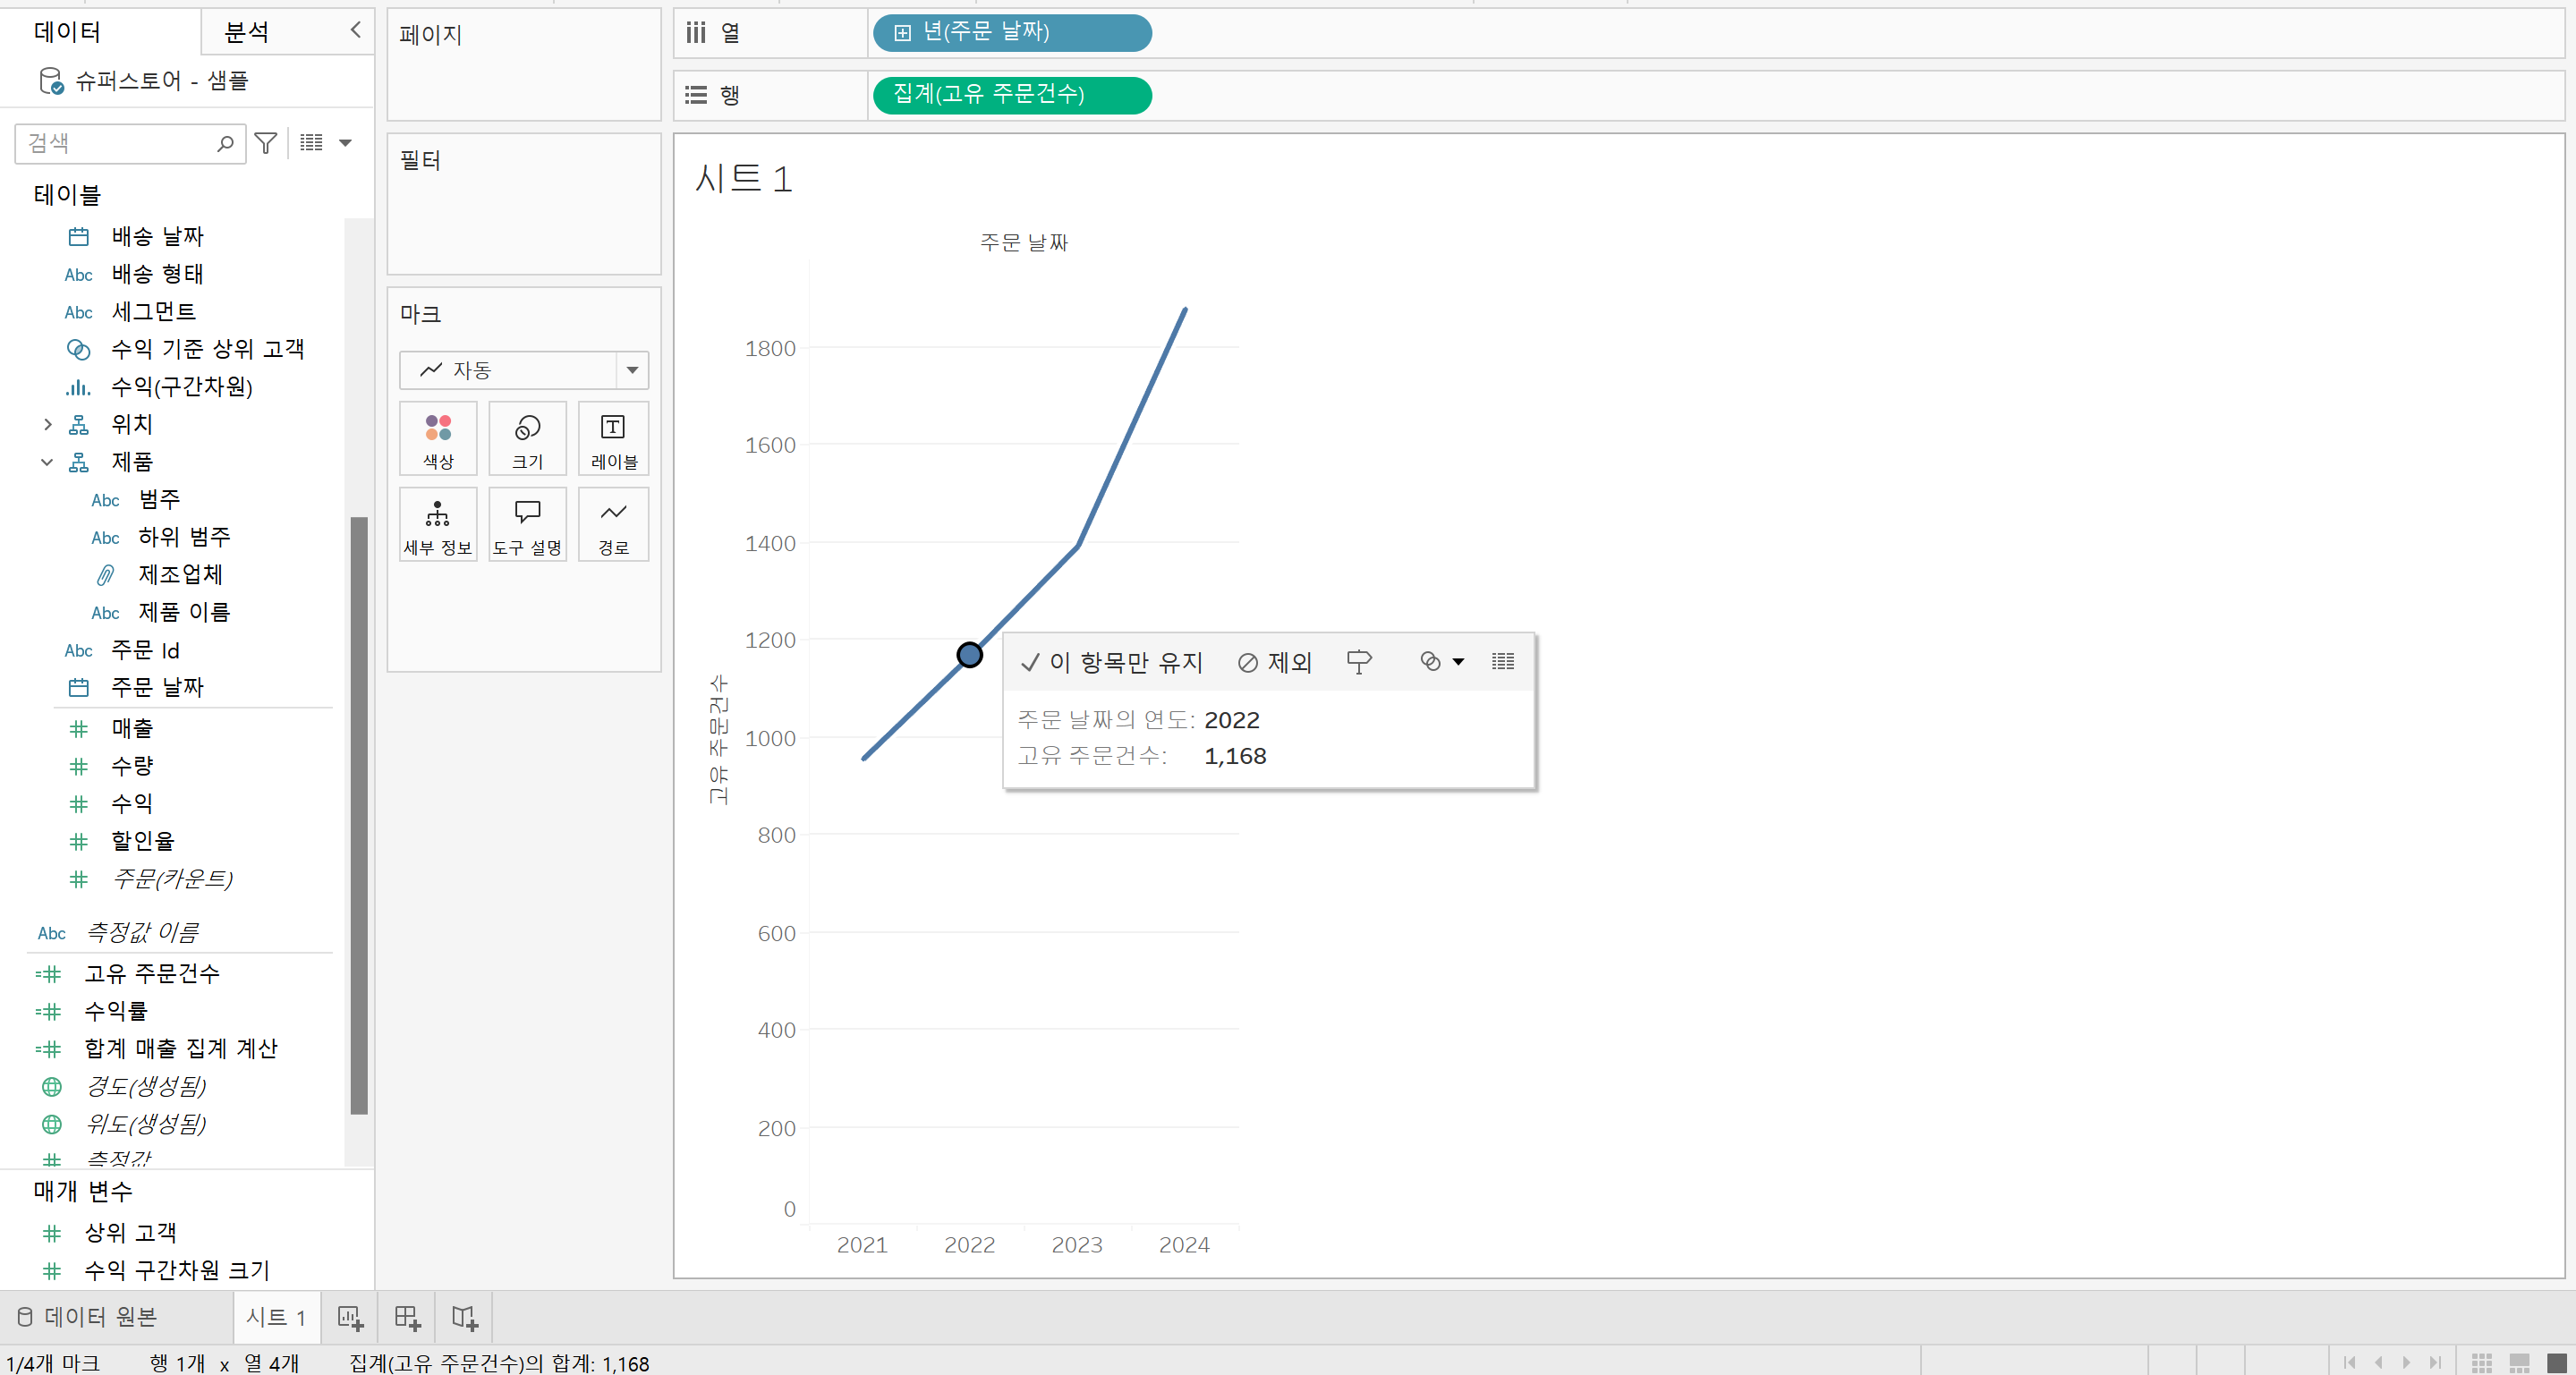 데이터
분석
슈퍼스토어 - 샘플
검색
테이블
배송 날짜
Abc 배송 형태
Abc 세그먼트
수익 기준 상위 고객
수익(구간차원)
위치
제품
Abc 범주
Abc 하위 범주
제조업체
Abc 제품 이름
Abc 주문 Id
주문 날짜
매출
수량
수익
할인율
주문(카운트)
Abc 측정값 이름
고유 주문건수
수익률
합계 매출 집계 계산
경도(생성됨)
위도(생성됨)
측정값
매개 변수
상위 고객
수익 구간차원 크기
페이지
필터
마크
자동
색상 크기 레이블
세부 정보 도구 설명 경로
열 년(주문 날짜)
행 집계(고유 주문건수)
시트 1
주문 날짜
고유 주문건수
1800
1600
1400
1200
1000
800
600
400
200
0
2021 2022 2023 2024
이 항목만 유지 제외
주문 날짜의 연도: 2022
고유 주문건수: 1,168
데이터 원본 시트 1
1/4개 마크 행 1개 x 열 4개 집계(고유 주문건수)의 합계: 1,168